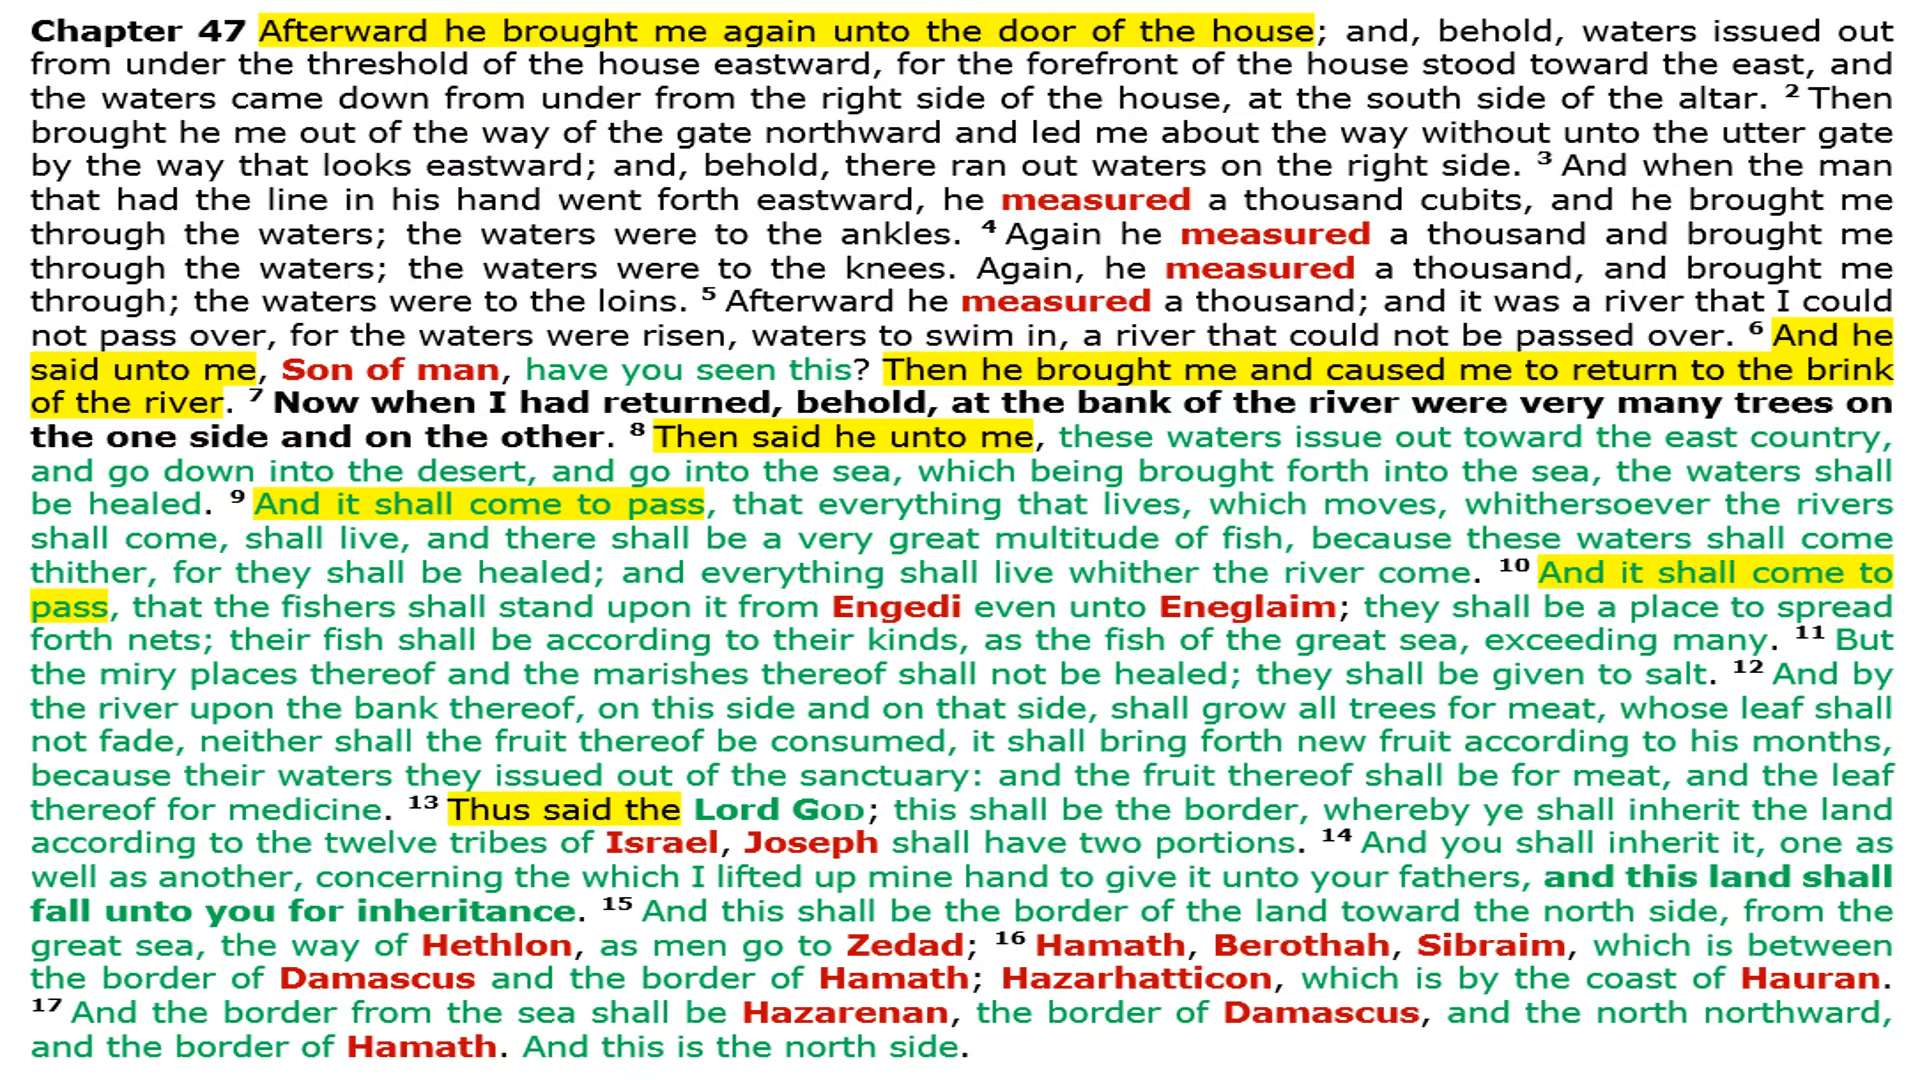 Chapter 47 Afterward he brought me again unto the door of the house; and, behold, waters issued out
from under the threshold of the house eastward, for the forefront of the house stood toward the east, and
the waters came down from under from the right side of the house, at the south side of the altar. 2 Then
brought he me out of the way of the gate northward and led me about the way without unto the utter gate
by the way that looks eastward; and, behold, there ran out waters on the right side. 3 And when the man
that had the line in his hand went forth eastward, he measured a thousand cubits, and he brought me
through the waters; the waters were to the ankles. 4 Again he measured a thousand and brought me
through the waters; the waters were to the knees. Again, he measured a thousand, and brought me
through; the waters were to the loins. 5 Afterward he measured a thousand; and it was a river that I could
not pass over, for the waters were risen, waters to swim in, a river that could not be passed over. 6 And he
said unto me, Son of man, have you seen this? Then he brought me and caused me to return to the brink
of the river. 7 Now when I had returned, behold, at the bank of the river were very many trees on
the one side and on the other. 8 Then said he unto me, these waters issue out toward the east country,
and go down into the desert, and go into the sea, which being brought forth into the sea, the waters shall
be healed. 9 And it shall come to pass, that everything that lives, which moves, whithersoever the rivers
shall come, shall live, and there shall be a very great multitude of fish, because these waters shall come
thither, for they shall be healed; and everything shall live whither the river come. 10 And it shall come to
pass, that the fishers shall stand upon it from Engedi even unto Eneglaim; they shall be a place to spread
forth nets; their fish shall be according to their kinds, as the fish of the great sea, exceeding many. 11 But
the miry places thereof and the marishes thereof shall not be healed; they shall be given to salt. 12 And by
the river upon the bank thereof, on this side and on that side, shall grow all trees for meat, whose leaf shall
not fade, neither shall the fruit thereof be consumed, it shall bring forth new fruit according to his months,
because their waters they issued out of the sanctuary: and the fruit thereof shall be for meat, and the leaf
thereof for medicine. 13 Thus said the Lord GOD; this shall be the border, whereby ye shall inherit the land
according to the twelve tribes of Israel, Joseph shall have two portions. 14 And you shall inherit it, one as
well as another, concerning the which I lifted up mine hand to give it unto your fathers, and this land shall
fall unto you for inheritance. 15 And this shall be the border of the land toward the north side, from the
great sea, the way of Hethlon, as men go to Zedad; 16 Hamath, Berothah, Sibraim, which is between
the border of Damascus and the border of Hamath; Hazarhatticon, which is by the coast of Hauran.
17 And the border from the sea shall be Hazarenan, the border of Damascus, and the north northward,
and the border of Hamath. And this is the north side.